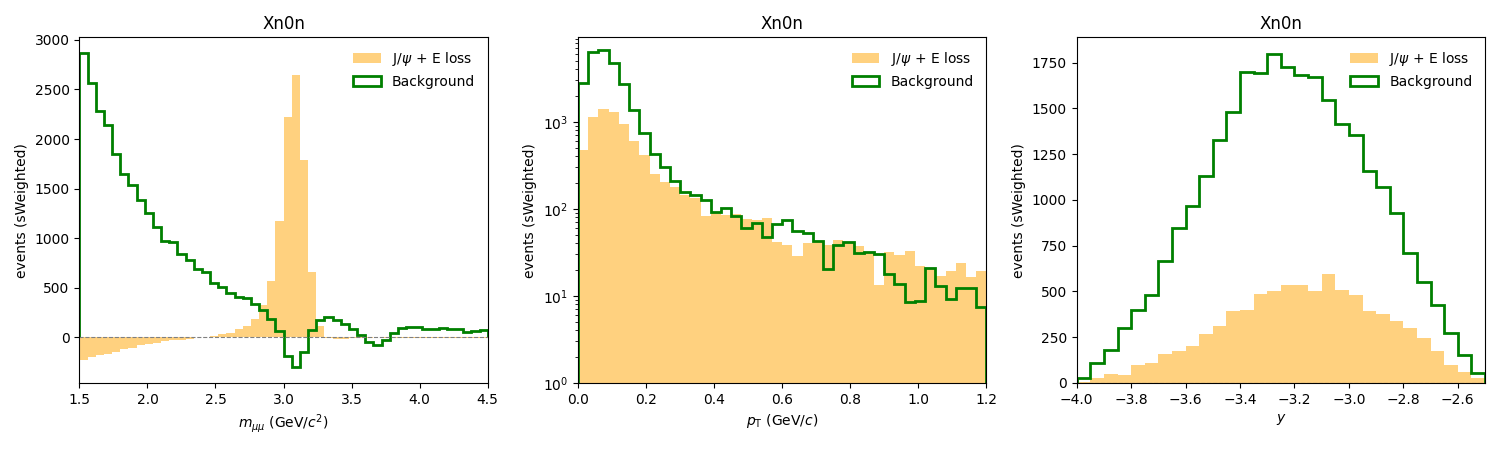 Xn0n
events (sWeighted)
3000
2500
2000
1500
1000
500
0
J/ψ + E loss
Background
1.5 2.0 2.5 3.0 3.5 4.0 4.5
mμμ (GeV/c²)
Xn0n
events (sWeighted)
10³
10²
10¹
10⁰
J/ψ + E loss
Background
0.0 0.2 0.4 0.6 0.8 1.0 1.2
pT (GeV/c)
Xn0n
events (sWeighted)
1750
1500
1250
1000
750
500
250
0
J/ψ + E loss
Background
−4.0 −3.8 −3.6 −3.4 −3.2 −3.0 −2.8 −2.6
y